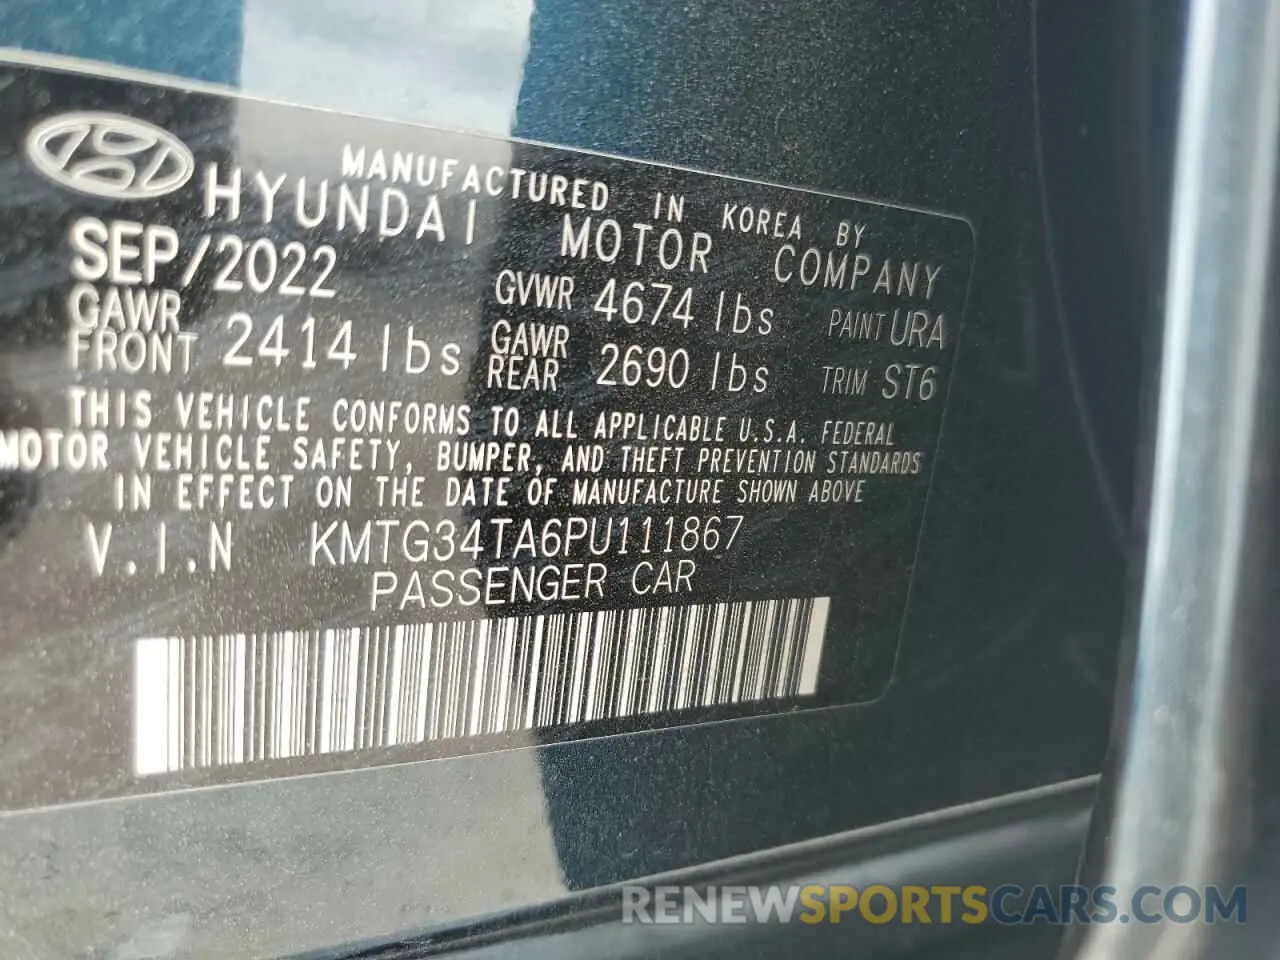 MANUFACTURED IN KOREA BY
HYUNDAI MOTOR COMPANY
SEP/2022 GVWR 4674 lbs PAINT URA
GAWR FRONT 2414 lbs GAWR REAR 2690 lbs TRIM ST6
THIS VEHICLE CONFORMS TO ALL APPLICABLE U.S.A. FEDERAL
MOTOR VEHICLE SAFETY, BUMPER, AND THEFT PREVENTION STANDARDS
IN EFFECT ON THE DATE OF MANUFACTURE SHOWN ABOVE
V.I.N KMTG34TA6PU111867
PASSENGER CAR
RENEWSPORTSCARS.COM